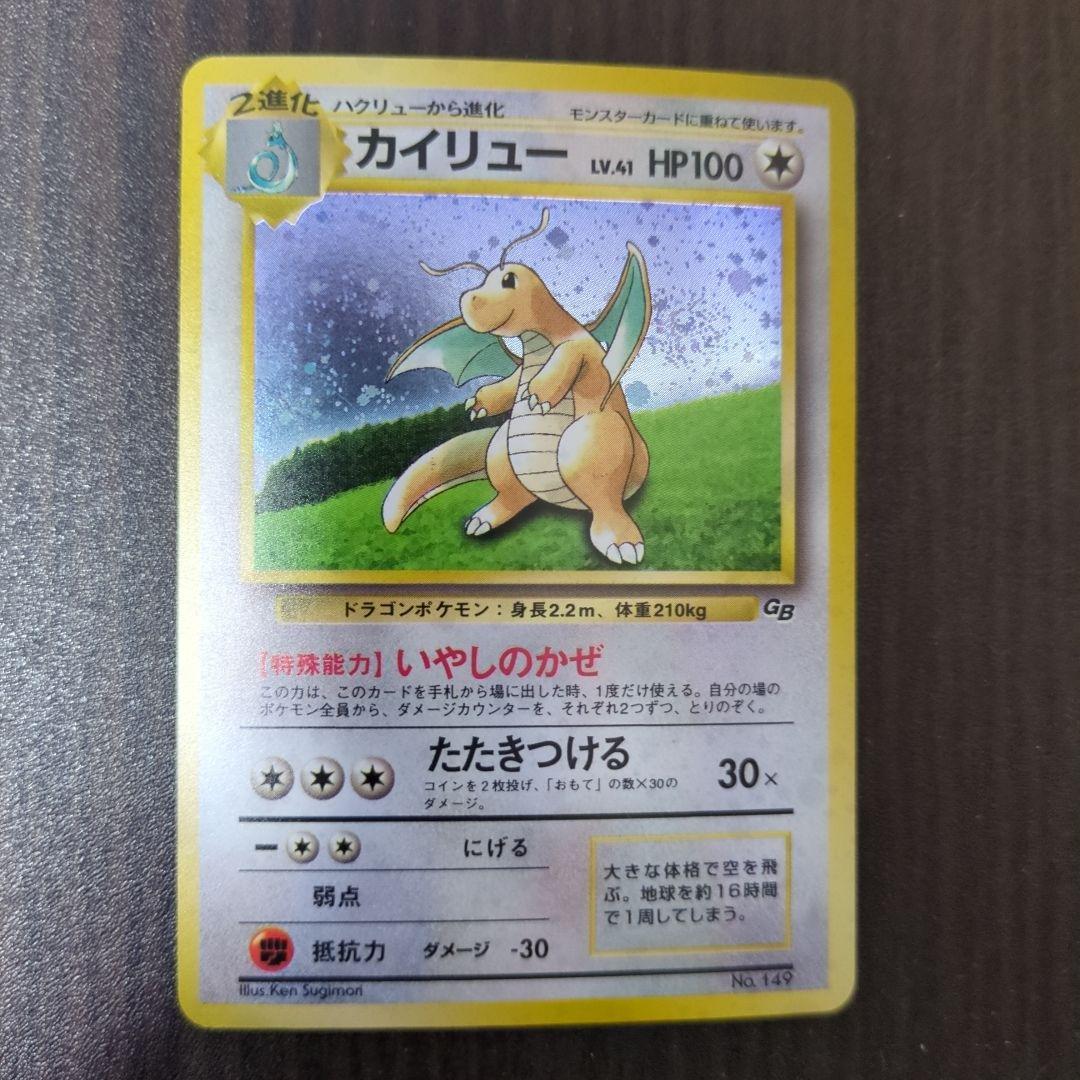 2進化 ハクリューから進化 モンスターカードに重ねて使います。
カイリュー LV.41 HP100
ドラゴンポケモン：身長2.2m、体重210kg GB
【特殊能力】いやしのかぜ
この力は、このカードを手札から場に出した時、1度だけ使える。自分の場の
ポケモン全員から、ダメージカウンターを、それぞれ2つずつ、とりのぞく。
たたきつける 30×
コインを2枚投げ、「おもて」の数×30の
ダメージ。
にげる
弱点
抵抗力 ダメージ -30
大きな体格で空を飛
ぶ。地球を約16時間
で1周してしまう。
Illus. Ken Sugimori No. 149